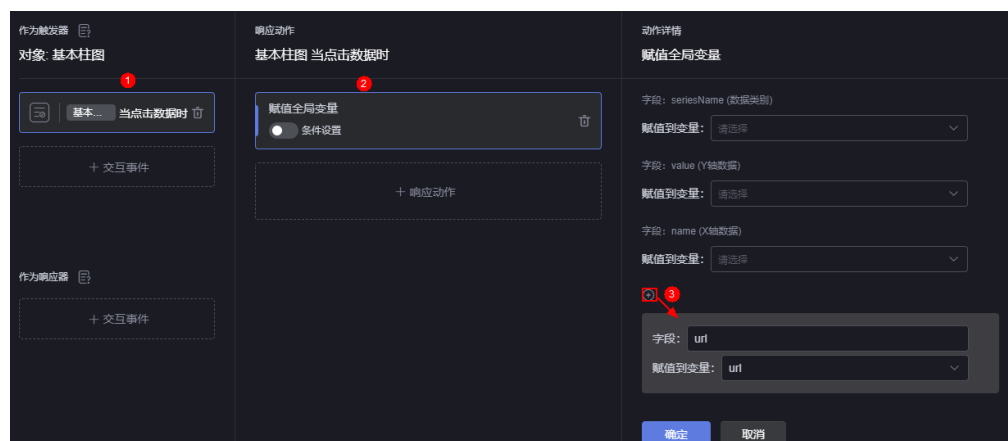 作为触发器
对象: 基本柱图
1
基本... 当点击数据时
＋ 交互事件
作为响应器
＋ 交互事件
响应动作
基本柱图 当点击数据时
2
赋值全局变量
条件设置
＋ 响应动作
动作详情
赋值全局变量
字段：seriesName (数据类别)
赋值到变量： 请选择
字段：value (Y轴数据)
赋值到变量： 请选择
字段：name (X轴数据)
赋值到变量： 请选择
3
字段： url
赋值到变量： url
确定 取消